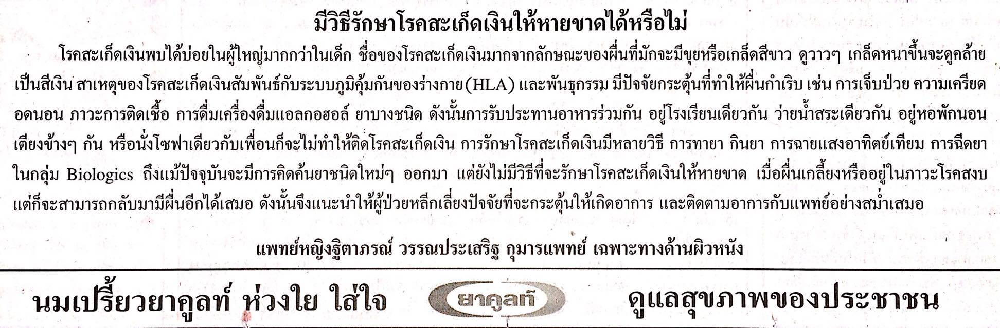 มีวิธีรักษาโรคสะเก็ดเงินให้หายขาดได้หรือไม่
โรคสะเก็ดเงินพบได้บ่อยในผู้ใหญ่มากกว่าในเด็ก ชื่อของโรคสะเก็ดเงินมากจากลักษณะของผื่นที่มักจะมีขุยหรือเกล็ดสีขาว ดูวาวๆ เกล็ดหนาขึ้นจะดูคล้าย
เป็นสีเงิน สาเหตุของโรคสะเก็ดเงินสัมพันธ์กับระบบภูมิคุ้มกันของร่างกาย (HLA) และพันธุกรรม มีปัจจัยกระตุ้นที่ทำให้ผื่นกำเริบ เช่น การเจ็บป่วย ความเครียด
อดนอน ภาวะการติดเชื้อ การดื่มเครื่องดื่มแอลกอฮอล์ ยาบางชนิด ดังนั้นการรับประทานอาหารร่วมกัน อยู่โรงเรียนเดียวกัน ว่ายน้ำสระเดียวกัน อยู่หอพักนอน
เตียงข้างๆ กัน หรือนั่งโซฟาเดียวกับเพื่อนก็จะไม่ทำให้ติดโรคสะเก็ดเงิน การรักษาโรคสะเก็ดเงินมีหลายวิธี การทายา กินยา การฉายแสงอาทิตย์เทียม การฉีดยา
ในกลุ่ม Biologics ถึงแม้ปัจจุบันจะมีการคิดค้นยาชนิดใหม่ๆ ออกมา แต่ยังไม่มีวิธีที่จะรักษาโรคสะเก็ดเงินให้หายขาด เมื่อผื่นเกลี้ยงหรืออยู่ในภาวะโรคสงบ
แต่ก็จะสามารถกลับมามีผื่นอีกได้เสมอ ดังนั้นจึงแนะนำให้ผู้ป่วยหลีกเลี่ยงปัจจัยที่จะกระตุ้นให้เกิดอาการ และติดตามอาการกับแพทย์อย่างสม่ำเสมอ
แพทย์หญิงฐิตาภรณ์ วรรณประเสริฐ กุมารแพทย์ เฉพาะทางด้านผิวหนัง
นมเปรี้ยวยาคูลท์ ห่วงใย ใส่ใจ ยาคูลท์ ดูแลสุขภาพของประชาชน